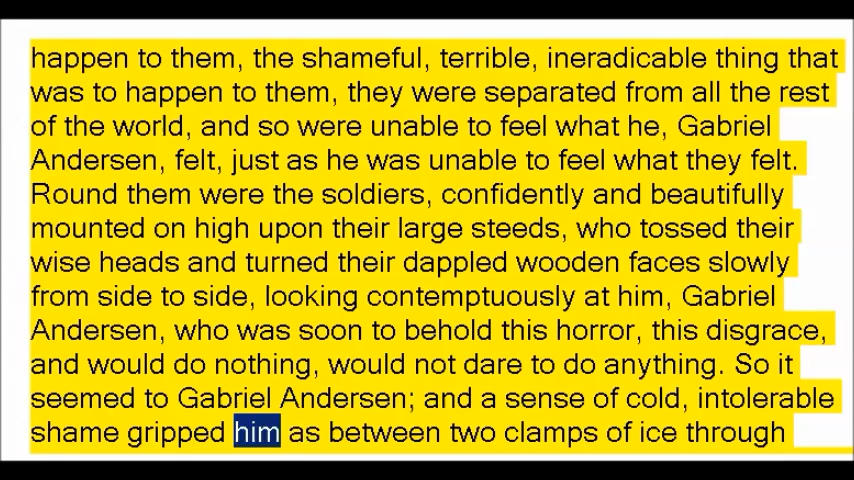 happen to them, the shameful, terrible, ineradicable thing that
was to happen to them, they were separated from all the rest
of the world, and so were unable to feel what he, Gabriel
Andersen, felt, just as he was unable to feel what they felt.
Round them were the soldiers, confidently and beautifully
mounted on high upon their large steeds, who tossed their
wise heads and turned their dappled wooden faces slowly
from side to side, looking contemptuously at him, Gabriel
Andersen, who was soon to behold this horror, this disgrace,
and would do nothing, would not dare to do anything. So it
seemed to Gabriel Andersen; and a sense of cold, intolerable
shame gripped him as between two clamps of ice through